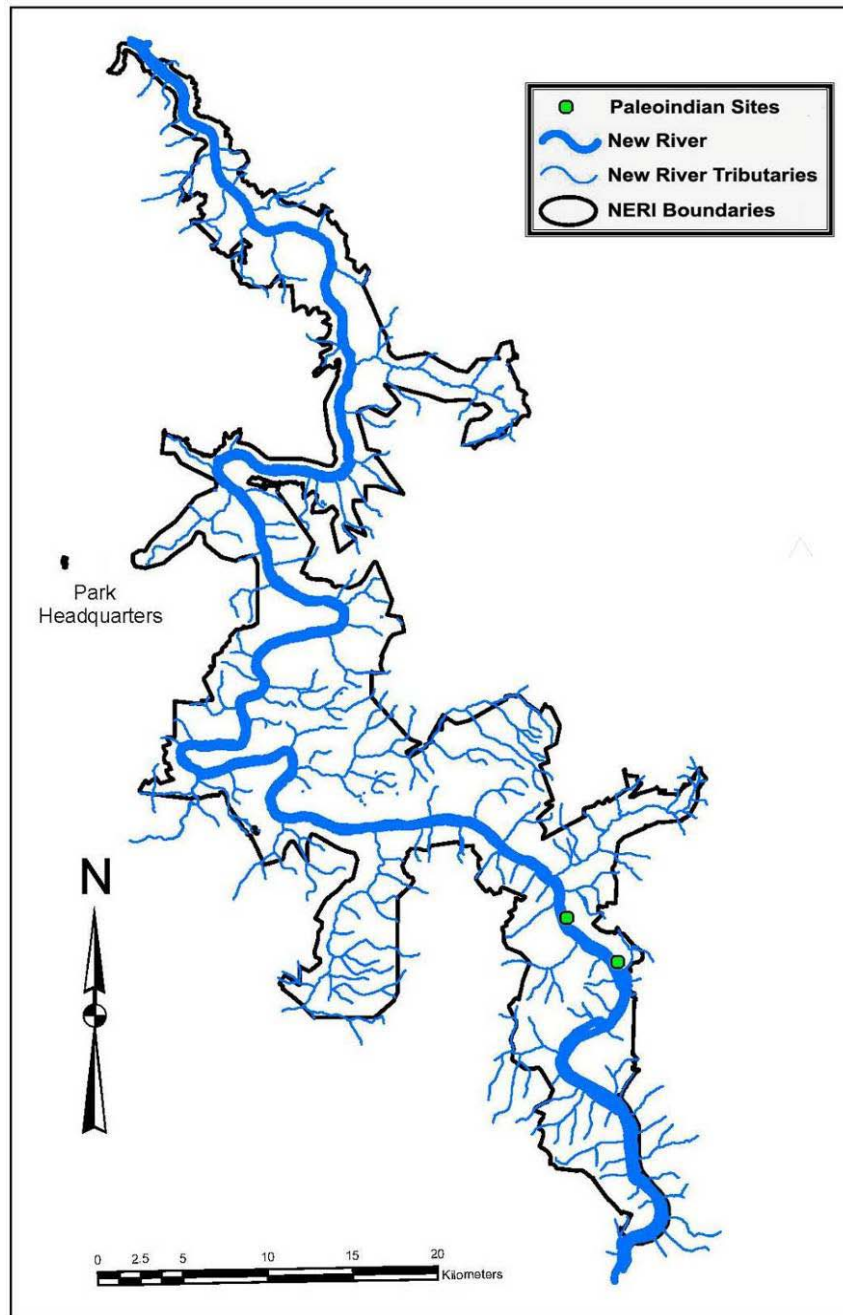 Paleoindian Sites
New River
New River Tributaries
NERI Boundaries
Park
Headquarters
N
0 2.5 5 10 15 20
Kilometers